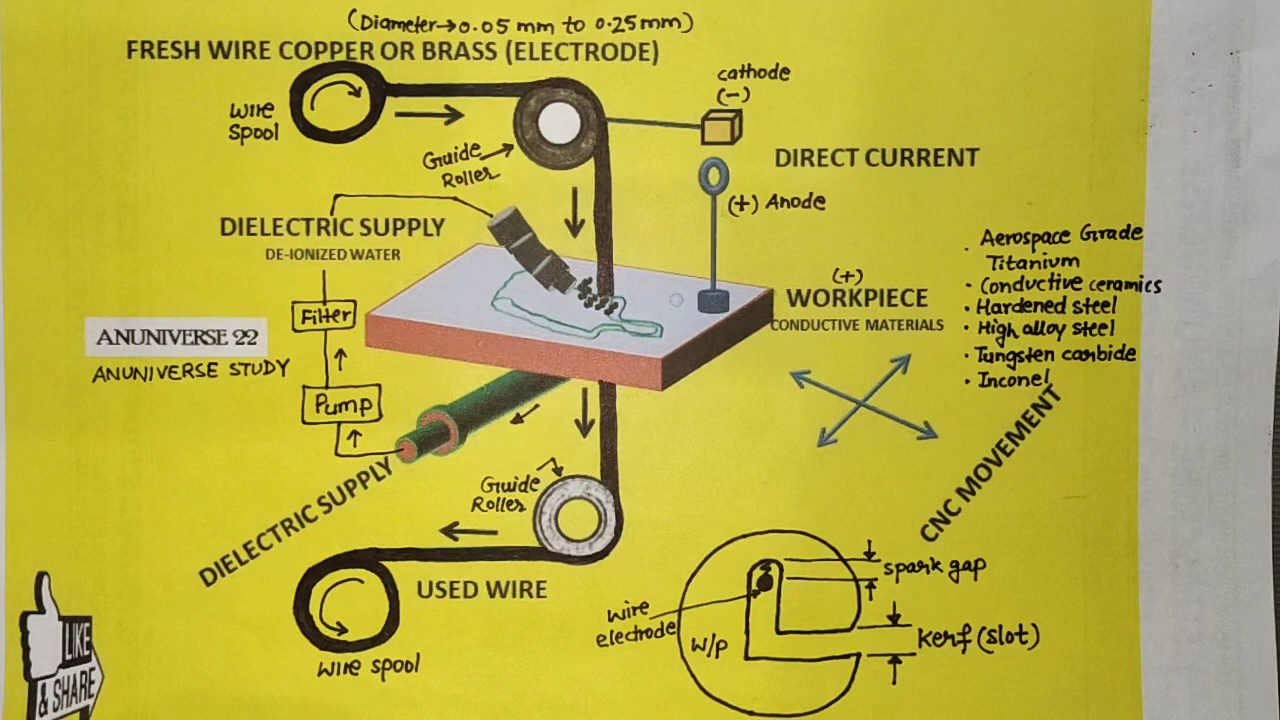 (Diameter→0.05 mm to 0.25mm)
FRESH WIRE COPPER OR BRASS (ELECTRODE)
wire
spool
Guide
Roller
cathode
(-)
DIRECT CURRENT
(+) Anode
DIELECTRIC SUPPLY
DE-IONIZED WATER
Filter
ANUNIVERSE 22
ANUNIVERSE STUDY
Pump
(+)
WORKPIECE
CONDUCTIVE MATERIALS
· Aerospace Grade
Titanium
· Conductive ceramics
· Hardened steel
· High alloy steel
· Tungsten carbide
· Inconel
CNC MOVEMENT
DIELECTRIC SUPPLY
Guide
Roller
USED WIRE
wire spool
spark gap
wire
electrode
W/P
kerf (slot)
LIKE
& SHARE